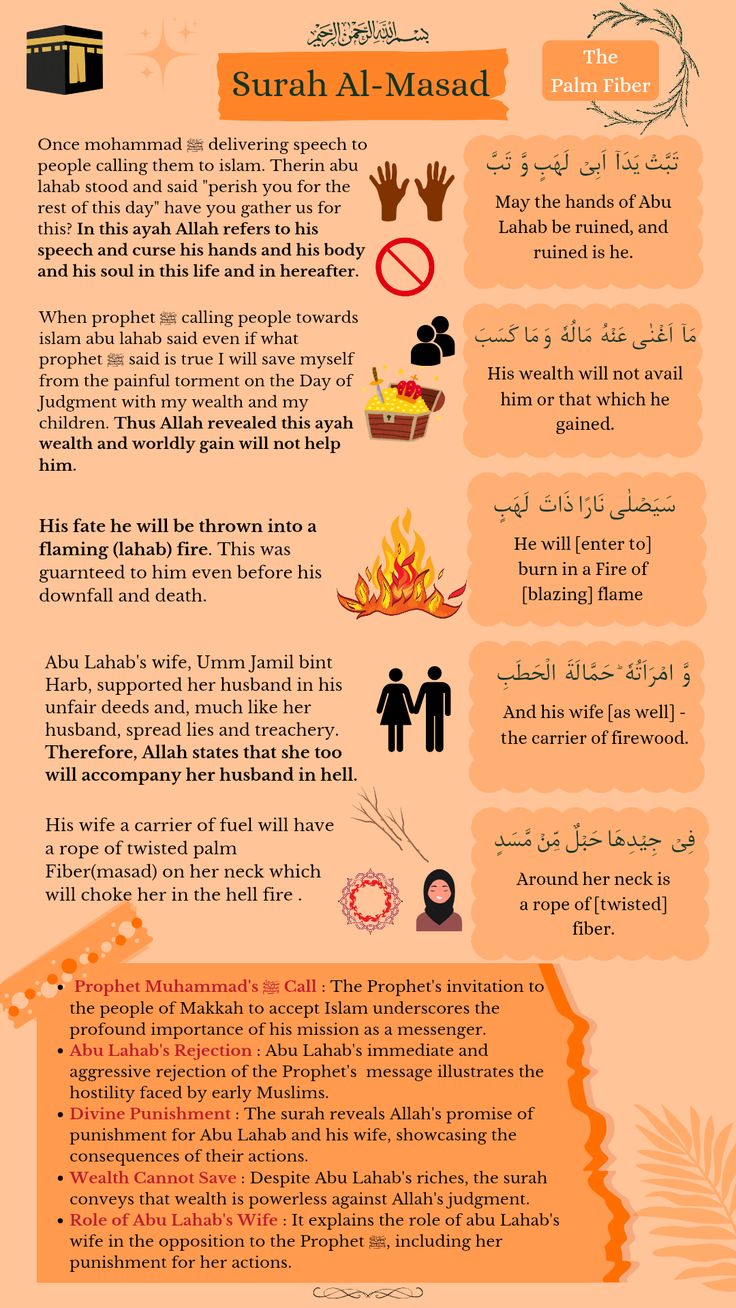 بسم الله الرحمن الرحيم
Surah Al-Masad
The
Palm Fiber
Once mohammad ﷺ delivering speech to
people calling them to islam. Therin abu
lahab stood and said "perish you for the
rest of this day" have you gather us for
this? In this ayah Allah refers to his
speech and curse his hands and his body
and his soul in this life and in hereafter.
تَبَّتْ يَدَآ اَبِىْ لَهَبٍ وَّ تَبَّ
May the hands of Abu
Lahab be ruined, and
ruined is he.
When prophet ﷺ calling people towards
islam abu lahab said even if what
prophet ﷺ said is true I will save myself
from the painful torment on the Day of
Judgment with my wealth and my
children. Thus Allah revealed this ayah
wealth and worldly gain will not help
him.
مَاۤ اَغْنٰى عَنْهُ مَالُهٗ وَ مَا كَسَبَ
His wealth will not avail
him or that which he
gained.
His fate he will be thrown into a
flaming (lahab) fire. This was
guarnteed to him even before his
downfall and death.
سَيَصْلٰى نَارًا ذَاتَ لَهَبٍ
He will [enter to]
burn in a Fire of
[blazing] flame
Abu Lahab's wife, Umm Jamil bint
Harb, supported her husband in his
unfair deeds and, much like her
husband, spread lies and treachery.
Therefore, Allah states that she too
will accompany her husband in hell.
وَّ امْرَاَتُهٗ ؕ حَمَّالَةَ الْحَطَبِ
And his wife [as well] -
the carrier of firewood.
His wife a carrier of fuel will have
a rope of twisted palm
Fiber(masad) on her neck which
will choke her in the hell fire .
فِىْ جِيْدِهَا حَبْلٌ مِّنْ مَّسَدٍ
Around her neck is
a rope of [twisted]
fiber.
• Prophet Muhammad's ﷺ Call : The Prophet's invitation to
the people of Makkah to accept Islam underscores the
profound importance of his mission as a messenger.
• Abu Lahab's Rejection : Abu Lahab's immediate and
aggressive rejection of the Prophet's message illustrates the
hostility faced by early Muslims.
• Divine Punishment : The surah reveals Allah's promise of
punishment for Abu Lahab and his wife, showcasing the
consequences of their actions.
• Wealth Cannot Save : Despite Abu Lahab's riches, the surah
conveys that wealth is powerless against Allah's judgment.
• Role of Abu Lahab's Wife : It explains the role of abu Lahab's
wife in the opposition to the Prophet ﷺ, including her
punishment for her actions.